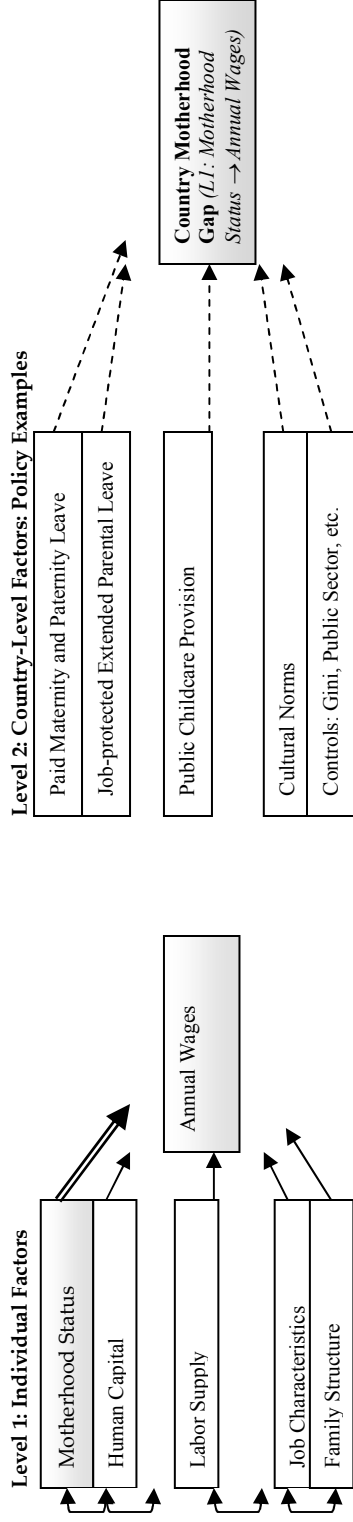 Level 1: Individual Factors
Motherhood Status
Human Capital
Labor Supply
Job Characteristics
Family Structure
Annual Wages
Level 2: Country-Level Factors: Policy Examples
Paid Maternity and Paternity Leave
Job-protected Extended Parental Leave
Public Childcare Provision
Cultural Norms
Controls: Gini, Public Sector, etc.
Country Motherhood
Gap (L1: Motherhood
Status → Annual Wages)